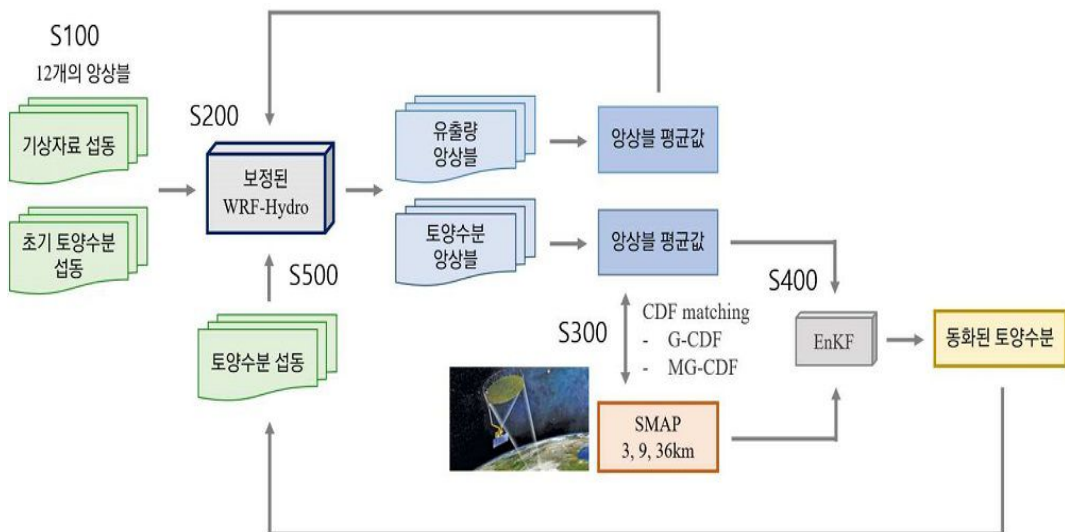 S100
12개의 앙상블
기상자료 섭동
초기 토양수분
섭동
S200
보정된
WRF-Hydro
유출량
앙상블
앙상블 평균값
토양수분
앙상블
앙상블 평균값
S500
토양수분 섭동
S300
CDF matching
- G-CDF
- MG-CDF
SMAP
3, 9, 36km
S400
EnKF
동화된 토양수분